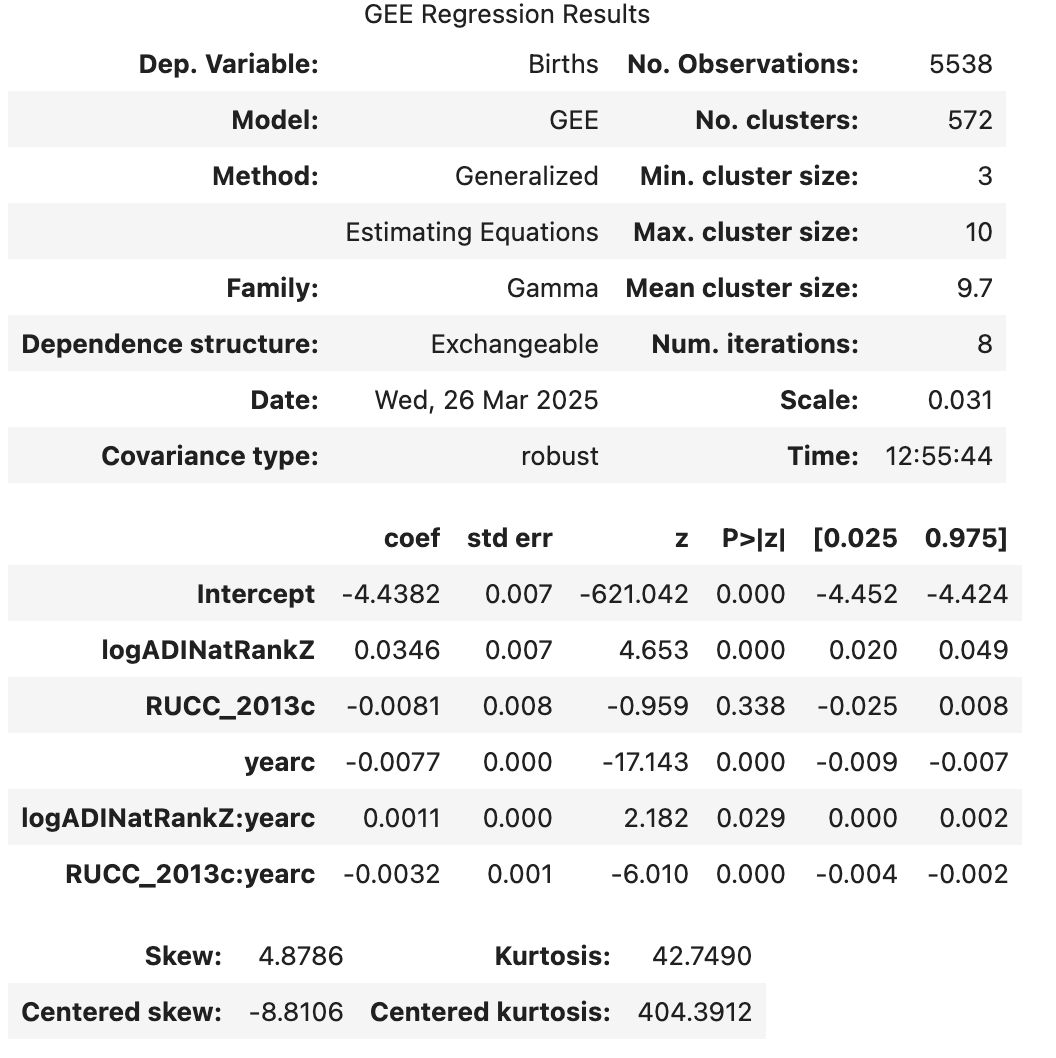 GEE Regression Results
Dep. Variable: Births No. Observations: 5538
Model: GEE No. clusters: 572
Method: Generalized Min. cluster size: 3
Estimating Equations Max. cluster size: 10
Family: Gamma Mean cluster size: 9.7
Dependence structure: Exchangeable Num. iterations: 8
Date: Wed, 26 Mar 2025 Scale: 0.031
Covariance type: robust Time: 12:55:44
coef std err z P>|z| [0.025 0.975]
Intercept -4.4382 0.007 -621.042 0.000 -4.452 -4.424
logADINatRankZ 0.0346 0.007 4.653 0.000 0.020 0.049
RUCC_2013c -0.0081 0.008 -0.959 0.338 -0.025 0.008
yearc -0.0077 0.000 -17.143 0.000 -0.009 -0.007
logADINatRankZ:yearc 0.0011 0.000 2.182 0.029 0.000 0.002
RUCC_2013c:yearc -0.0032 0.001 -6.010 0.000 -0.004 -0.002
Skew: 4.8786 Kurtosis: 42.7490
Centered skew: -8.8106 Centered kurtosis: 404.3912